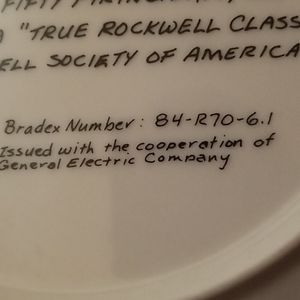 FIFTY
"TRUE ROCKWELL CLASS
ELL SOCIETY OF AMERICA
Bradex Number: 84-R70-6.1
Issued with the cooperation of
General Electric Company